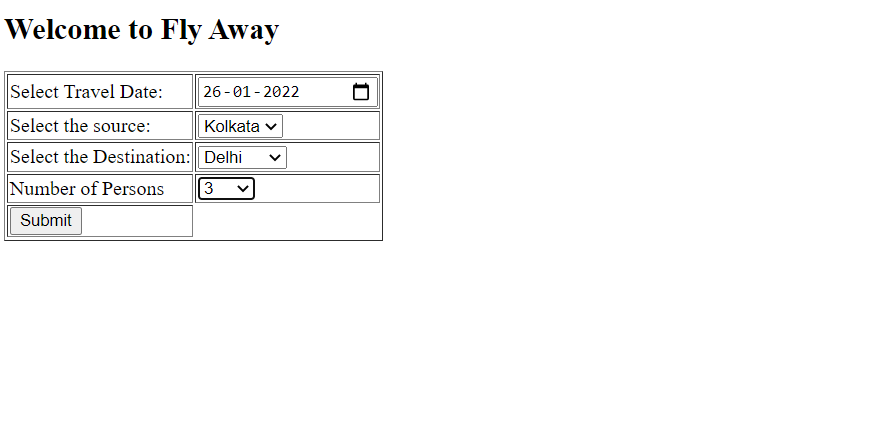 Welcome to Fly Away
Select Travel Date: 26-01-2022
Select the source: Kolkata
Select the Destination: Delhi
Number of Persons 3
Submit